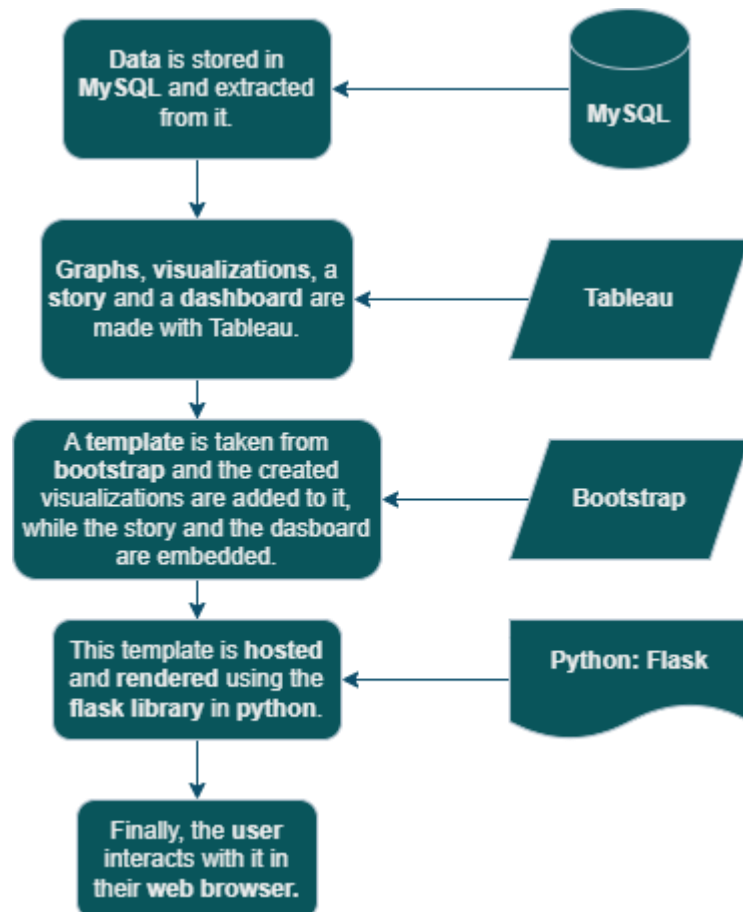 Data is stored in
MySQL and extracted
from it.
MySQL
Graphs, visualizations, a
story and a dashboard are
made with Tableau.
Tableau
A template is taken from
bootstrap and the created
visualizations are added to it,
while the story and the dasboard
are embedded.
Bootstrap
This template is hosted
and rendered using the
flask library in python.
Python: Flask
Finally, the user
interacts with it in
their web browser.